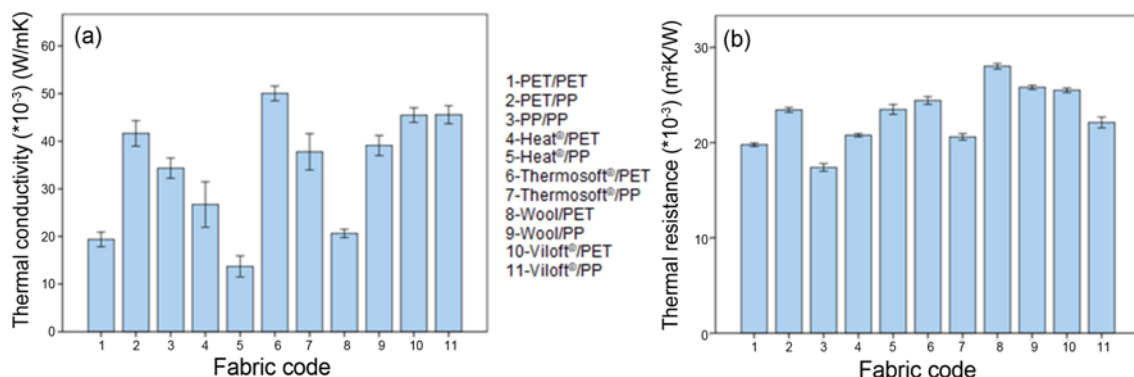 (a)
Thermal conductivity (*10⁻³) (W/mK)
60
50
40
30
20
10
0
1 2 3 4 5 6 7 8 9 10 11
Fabric code
1-PET/PET
2-PET/PP
3-PP/PP
4-Heat®/PET
5-Heat®/PP
6-Thermosoft®/PET
7-Thermosoft®/PP
8-Wool/PET
9-Wool/PP
10-Viloft®/PET
11-Viloft®/PP
(b)
Thermal resistance (*10⁻³) (m²K/W)
30
20
10
0
1 2 3 4 5 6 7 8 9 10 11
Fabric code